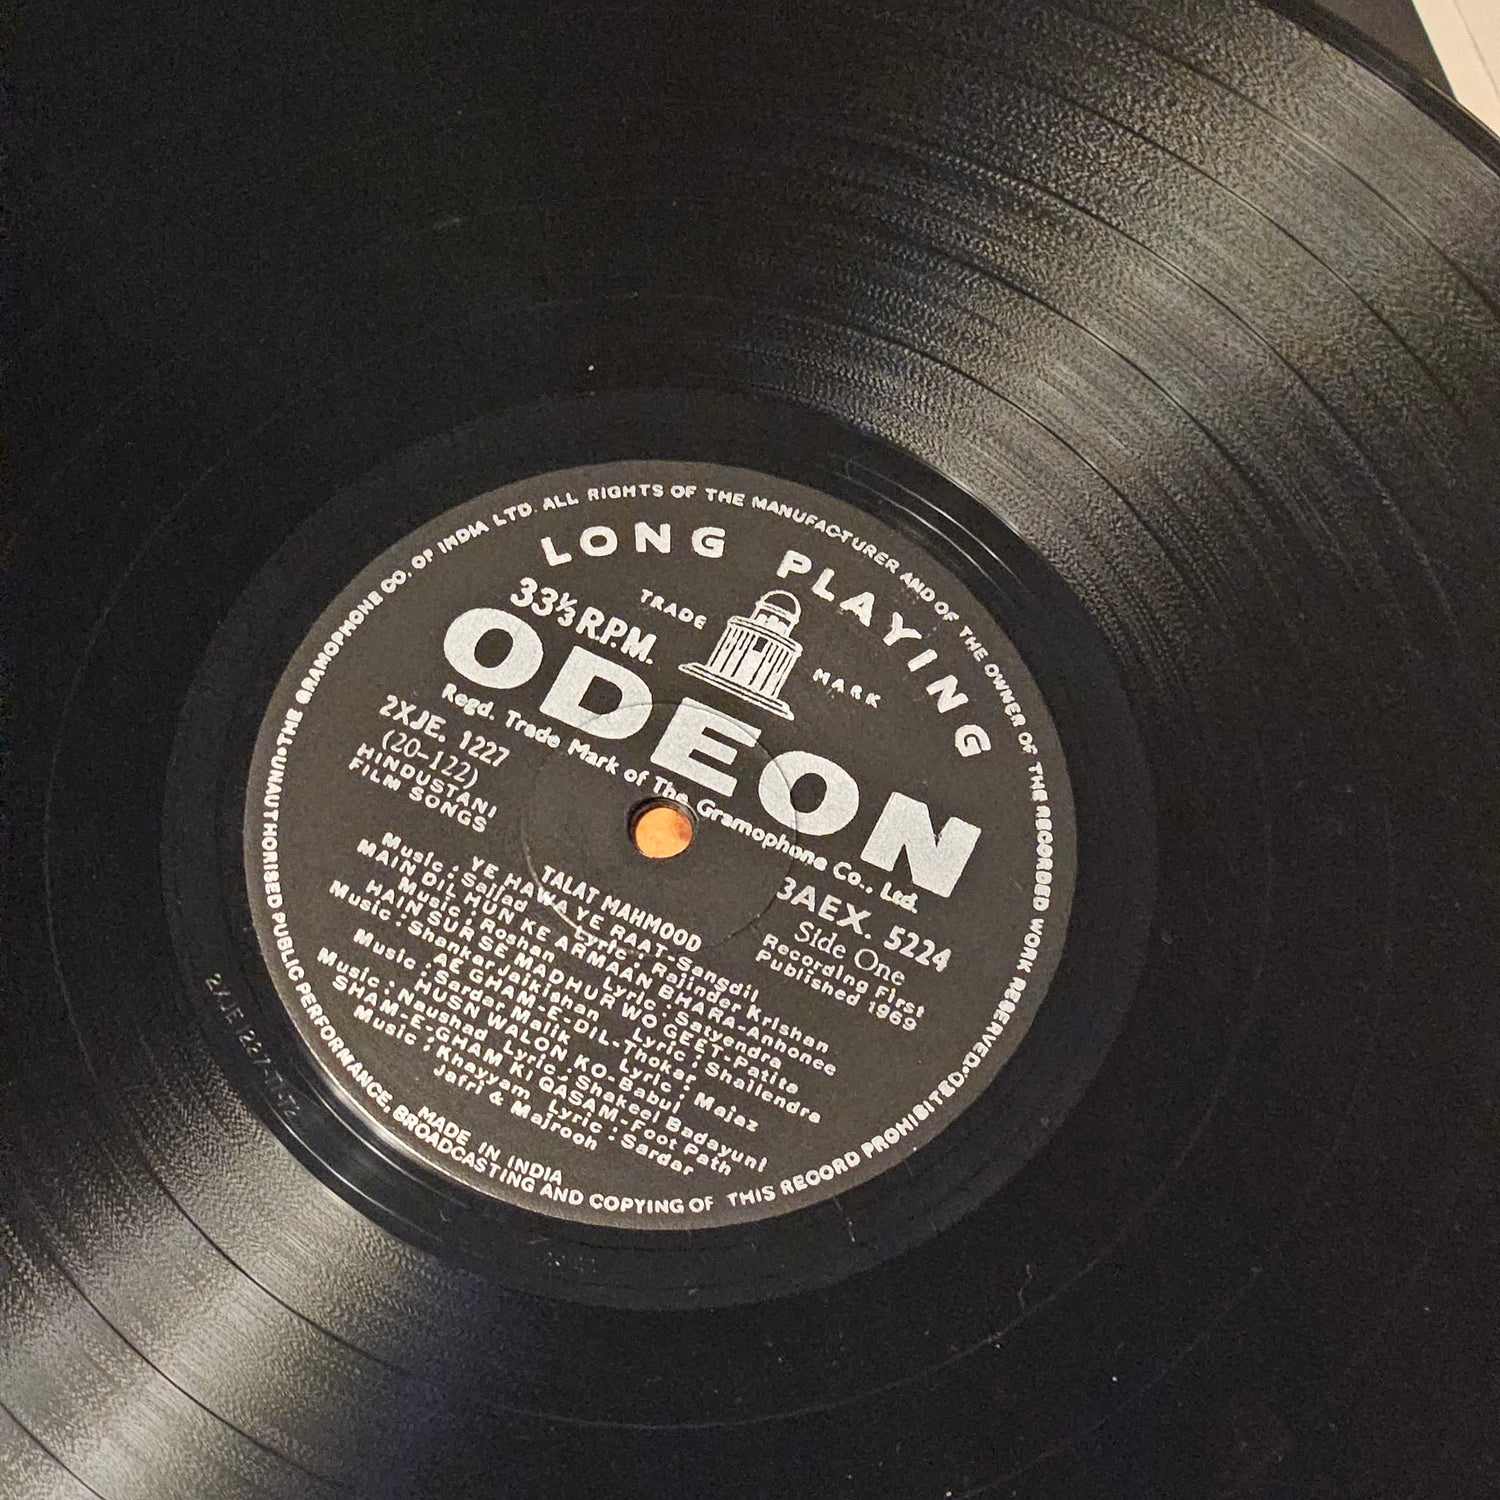 THE GRAMOPHONE CO. OF INDIA LTD. ALL RIGHTS OF THE MANUFACTURER AND OF THE OWNER OF THE RECORDED WORK RESERVED. UNAUTHORISED PUBLIC PERFORMANCE, BROADCASTING AND COPYING OF THIS RECORD PROHIBITED.
LONG PLAYING
33⅓ R.P.M.
TRADE MARK
ODEON
Regd. Trade Mark of The Gramophone Co., Ltd.
2XJE. 1227
(20-122)
HINDUSTANI
FILM SONGS
3AEX. 5224
Side One
Recording First
Published 1969
TALAT MAHMOOD
YE HAWA YE RAAT-Sangdil
Music : Sajjad Lyric : Rajinder Krishan
MAIN DIL HUN KE ARMAAN BHARA-Anhonee
Music : Roshan Lyric : Satyendra
HAIN SUR SE MADHUR WO GEET-Patita
Music : ShankerJaikishan Lyric : Shailendra
AE GHAM-E-DIL-Thokar
Music : Sardan Malik Lyric : Majaz
HUSN WALON KO-Babul
Music : Naushad Lyric : Shakeel Badayuni
SHAM-E-GHAM KI QASAM-Foot Path
Music : Khayyam Lyric : Sardar
Jafri & Majrooh
MADE IN INDIA